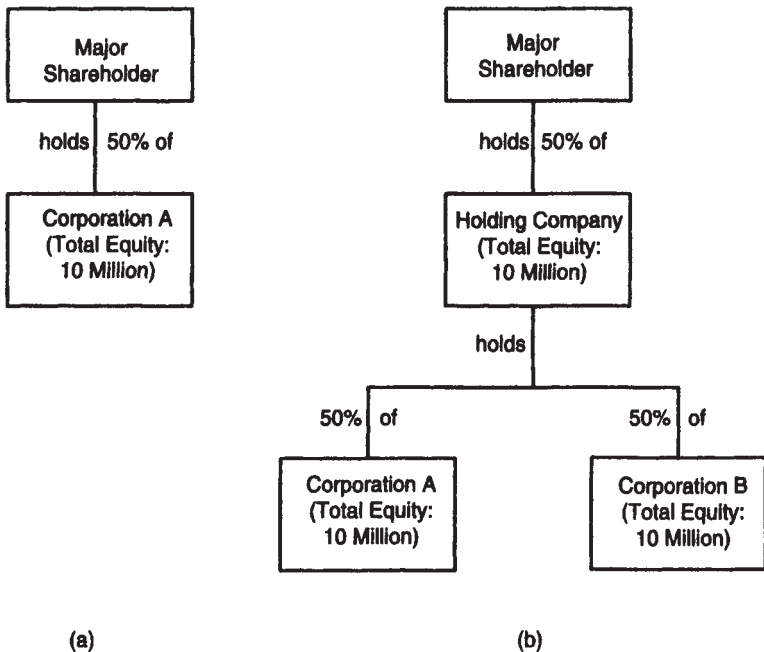 Major
Shareholder
holds 50% of
Corporation A
(Total Equity:
10 Million)
(a)
Major
Shareholder
holds 50% of
Holding Company
(Total Equity:
10 Million)
holds
50% of
50% of
Corporation A
(Total Equity:
10 Million)
Corporation B
(Total Equity:
10 Million)
(b)